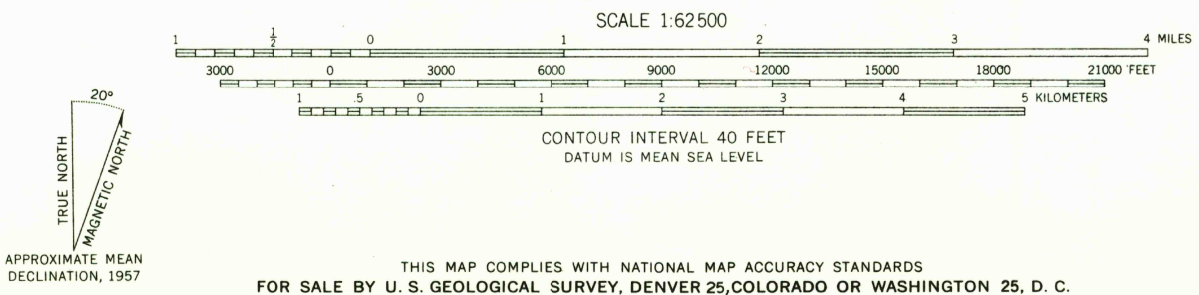 SCALE 1:62500
1 1/2 0 1 2 3 4 MILES
3000 0 3000 6000 9000 12000 15000 18000 21000 FEET
1 .5 0 1 2 3 4 5 KILOMETERS
CONTOUR INTERVAL 40 FEET
DATUM IS MEAN SEA LEVEL
20°
TRUE NORTH
MAGNETIC NORTH
APPROXIMATE MEAN
DECLINATION, 1957
THIS MAP COMPLIES WITH NATIONAL MAP ACCURACY STANDARDS
FOR SALE BY U. S. GEOLOGICAL SURVEY, DENVER 25, COLORADO OR WASHINGTON 25, D. C.